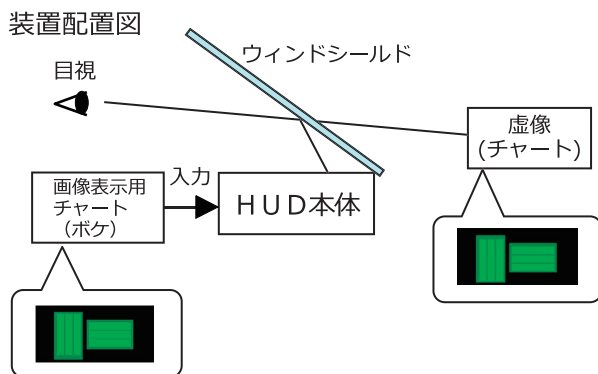 装置配置図
ウィンドシールド
目視
虚像
(チャート)
入力
画像表示用
チャート
（ボケ）
ＨＵＤ本体